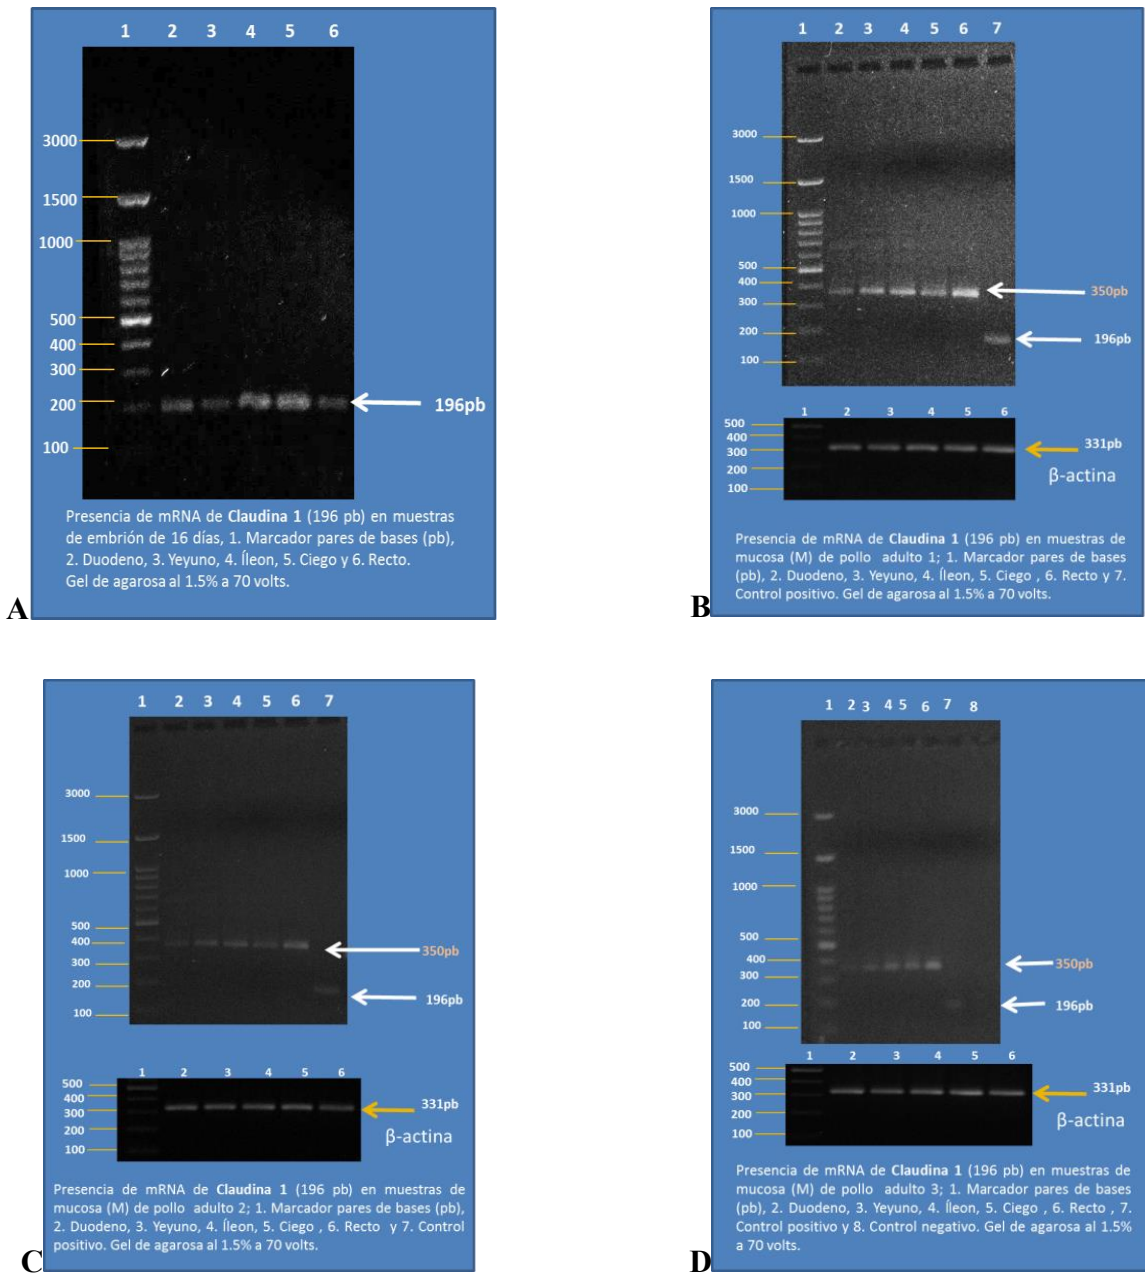 1 2 3 4 5 6
3000
1500
1000
500
400
300
200
100
196pb
Presencia de mRNA de Claudina 1 (196 pb) en muestras
de embrión de 16 días, 1. Marcador pares de bases (pb),
2. Duodeno, 3. Yeyuno, 4. Íleon, 5. Ciego y 6. Recto.
Gel de agarosa al 1.5% a 70 volts.
A
1 2 3 4 5 6 7
3000
1500
1000
500
400
300
200
100
350pb
196pb
1 2 3 4 5 6
500
400
300
200
100
331pb
β-actina
Presencia de mRNA de Claudina 1 (196 pb) en muestras de
mucosa (M) de pollo adulto 1; 1. Marcador pares de bases
(pb), 2. Duodeno, 3. Yeyuno, 4. Íleon, 5. Ciego , 6. Recto y 7.
Control positivo. Gel de agarosa al 1.5% a 70 volts.
B
1 2 3 4 5 6 7
3000
1500
1000
500
400
300
200
100
350pb
196pb
1 2 3 4 5 6
500
400
300
200
100
331pb
β-actina
Presencia de mRNA de Claudina 1 (196 pb) en muestras de
mucosa (M) de pollo adulto 2; 1. Marcador pares de bases (pb),
2. Duodeno, 3. Yeyuno, 4. Íleon, 5. Ciego , 6. Recto y 7. Control
positivo. Gel de agarosa al 1.5% a 70 volts.
C
1 2 3 4 5 6 7 8
3000
1500
1000
500
400
300
200
100
350pb
196pb
1 2 3 4 5 6
500
400
300
200
100
331pb
β-actina
Presencia de mRNA de Claudina 1 (196 pb) en muestras de
mucosa (M) de pollo adulto 3; 1. Marcador pares de bases
(pb), 2. Duodeno, 3. Yeyuno, 4. Íleon, 5. Ciego , 6. Recto , 7.
Control positivo y 8. Control negativo. Gel de agarosa al 1.5%
a 70 volts.
D